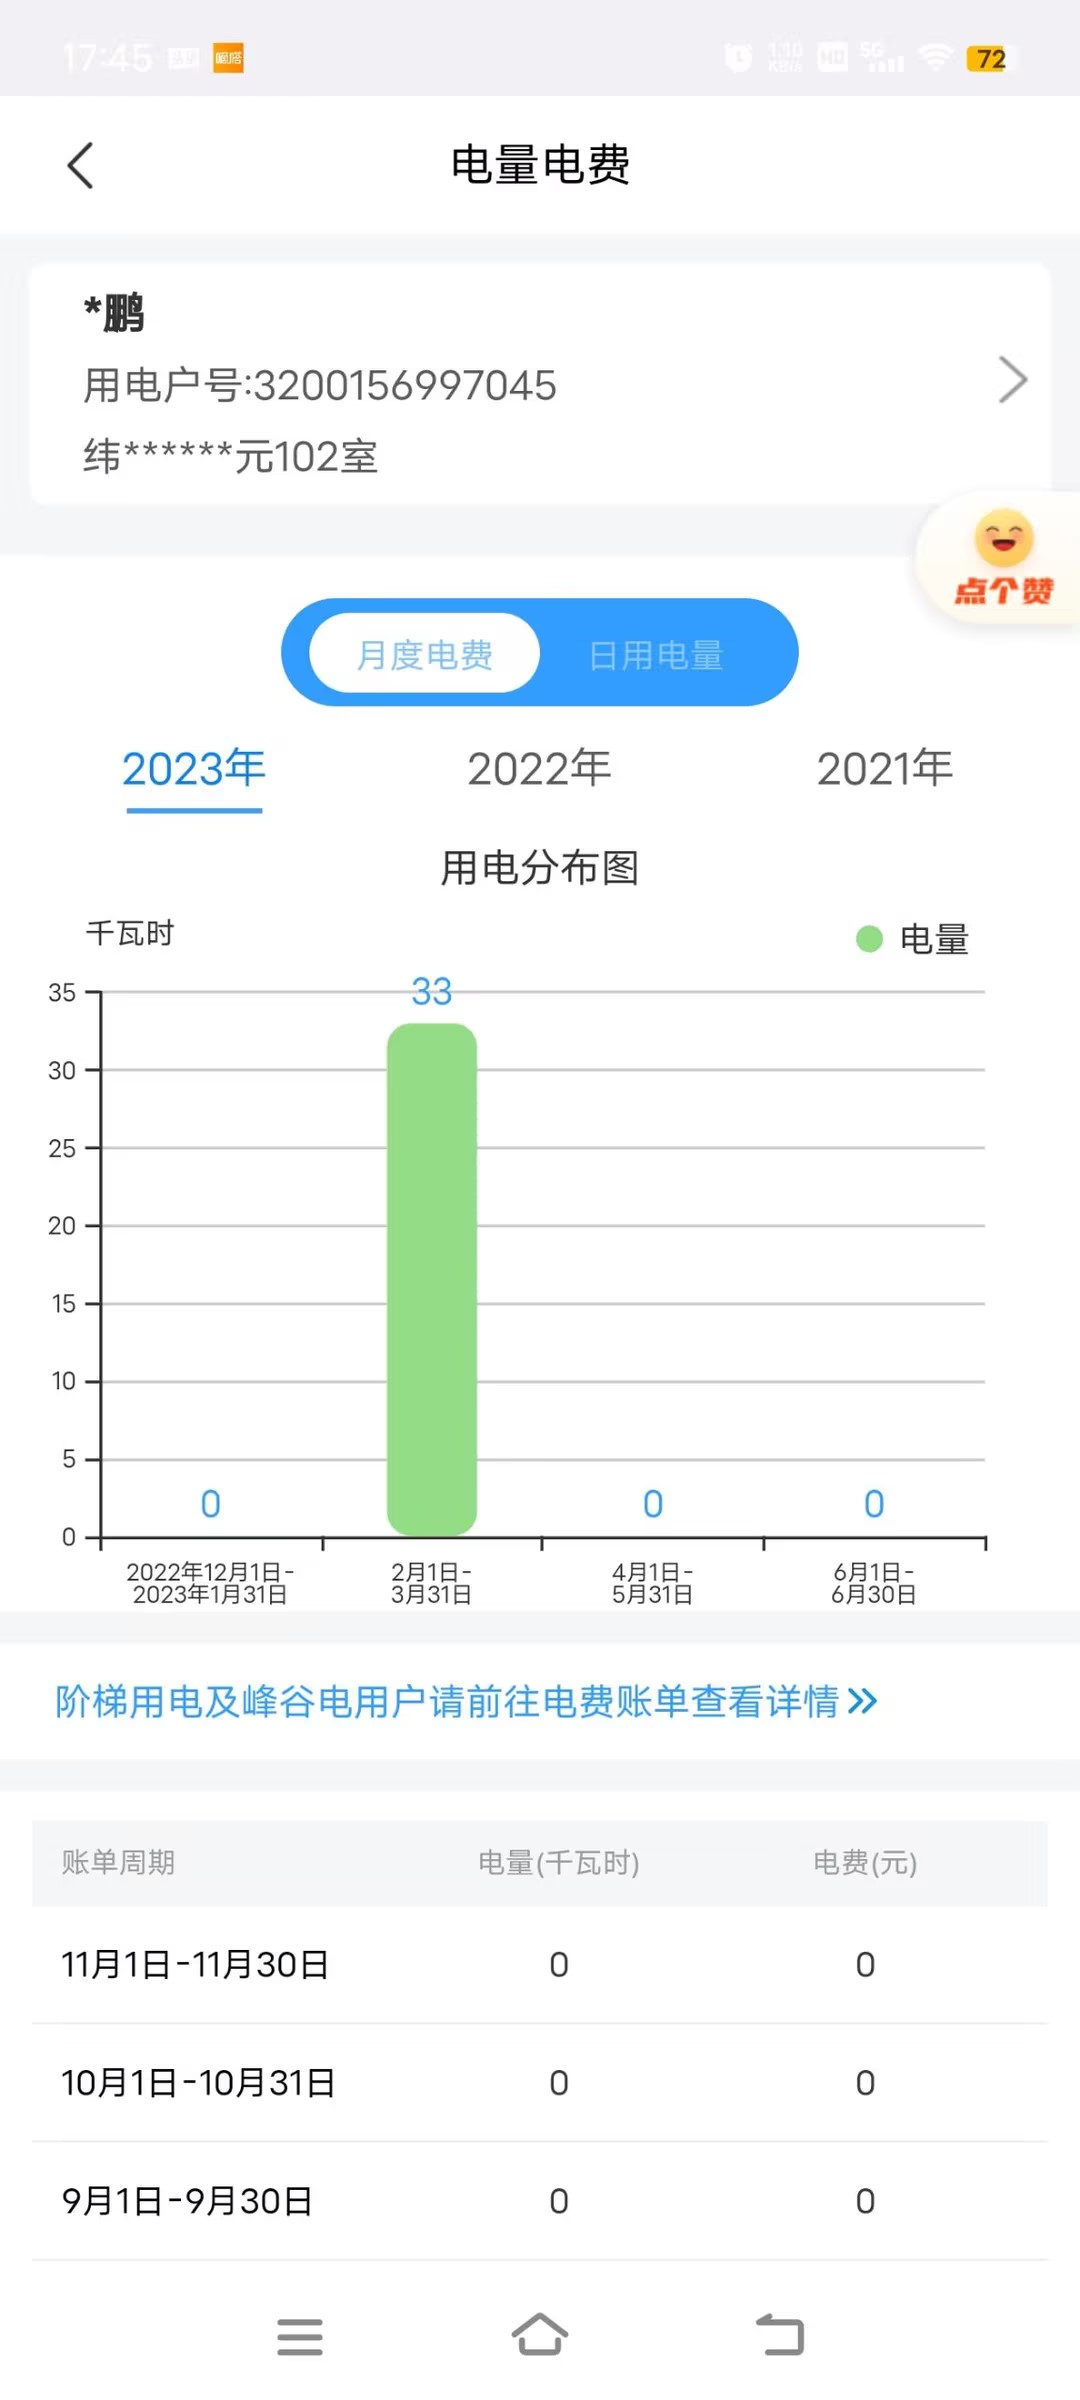 17:45
1.10 KB/s HD 5G 72
电量电费
*鹏
用电户号:3200156997045
纬******元102室
点个赞
月度电费 日用电量
2023年 2022年 2021年
用电分布图
千瓦时 电量
35
33
30
25
20
15
10
5
0 0 0
0
2022年12月1日-
2023年1月31日
2月1日-
3月31日
4月1日-
5月31日
6月1日-
6月30日
阶梯用电及峰谷电用户请前往电费账单查看详情
账单周期 电量(千瓦时) 电费(元)
11月1日-11月30日 0 0
10月1日-10月31日 0 0
9月1日-9月30日 0 0